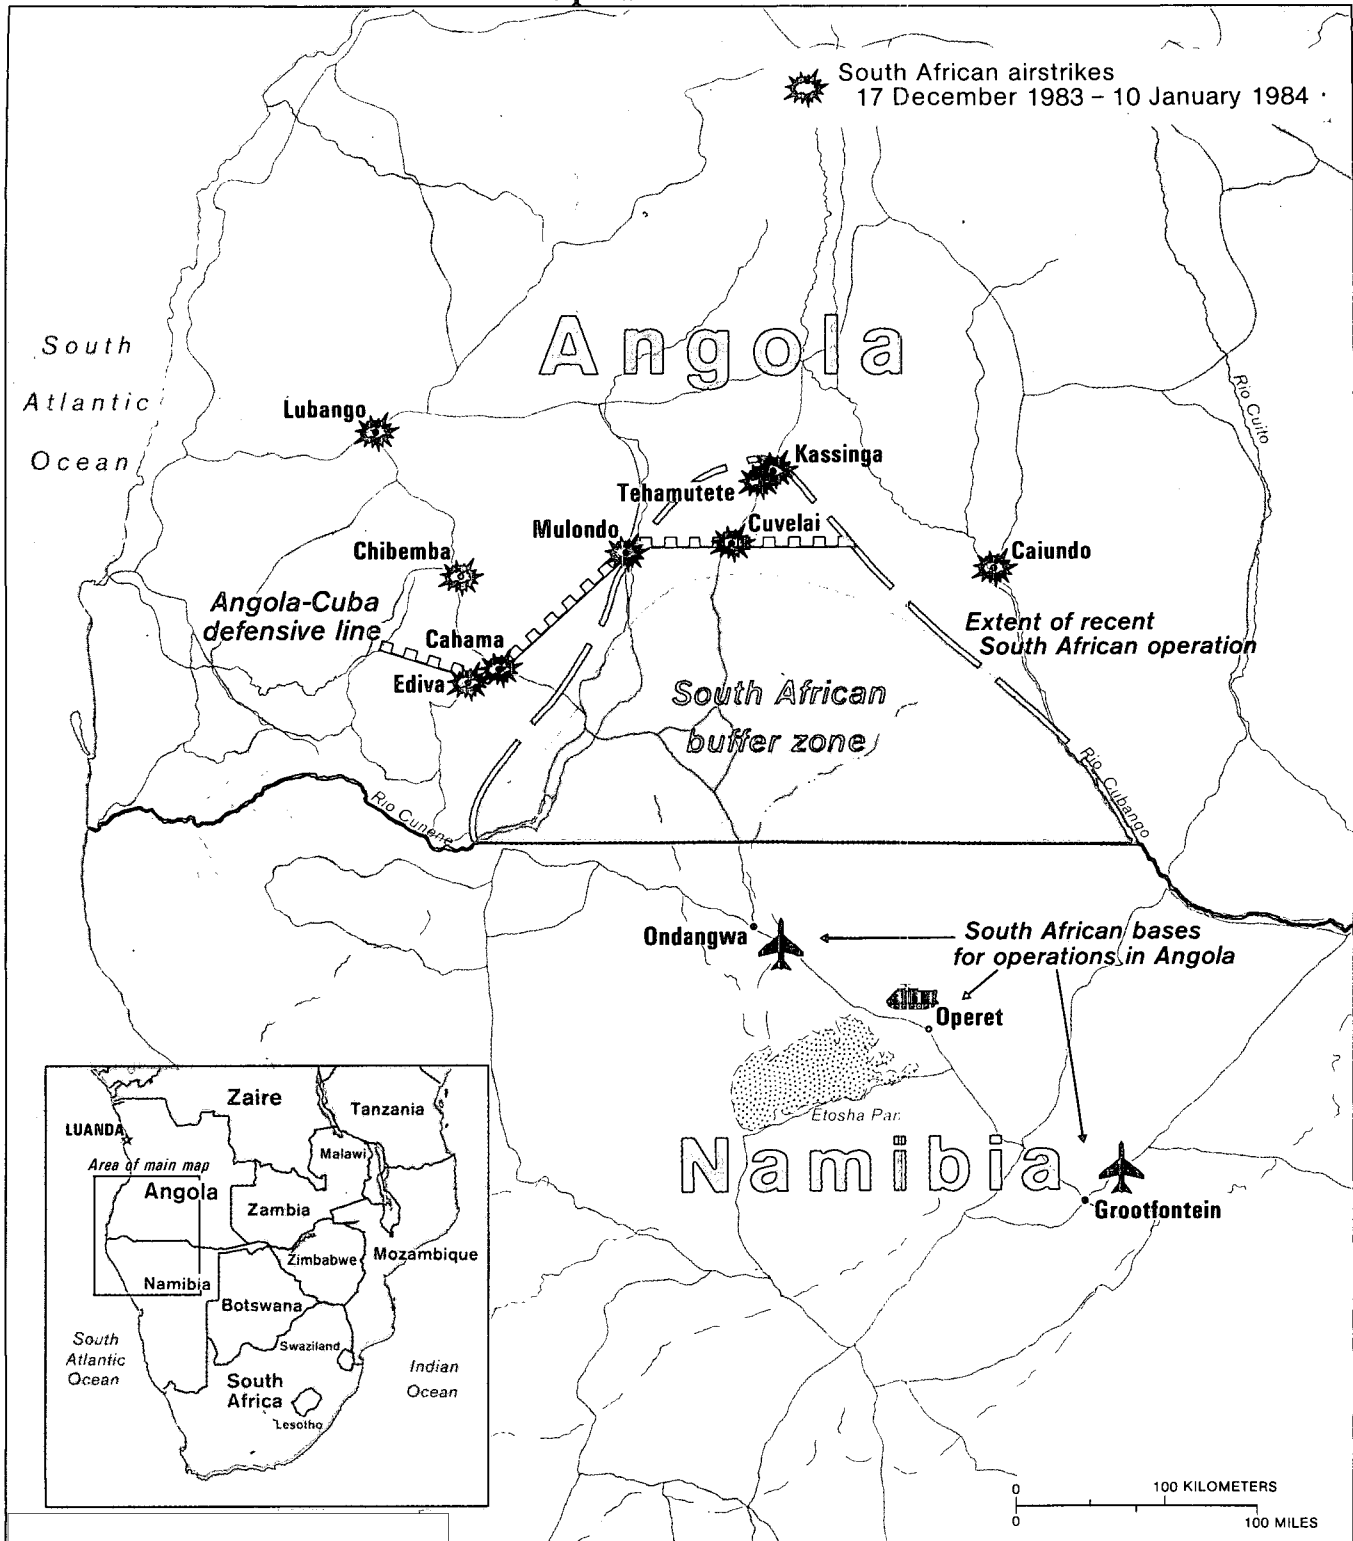 South African airstrikes
17 December 1983 – 10 January 1984
Angola
South
Atlantic
Ocean
Rio Cuito
Lubango
Kassinga
Tehamutete
Mulondo
Cuvelai
Chibemba
Caiundo
Angola-Cuba
defensive line
Extent of recent
South African operation
Cahama
Ediva
South African
buffer zone
Rio Cunene
Rio Cubango
Ondangwa
South African bases
for operations in Angola
Operet
Etosha Pan
Namibia
Grootfontein
Zaire
Tanzania
LUANDA
Malawi
Area of main map
Angola
Zambia
Mozambique
Zimbabwe
Namibia
Botswana
Swaziland
South
Atlantic
Ocean
Indian
Ocean
South
Africa
Lesotho
0 100 KILOMETERS
0 100 MILES